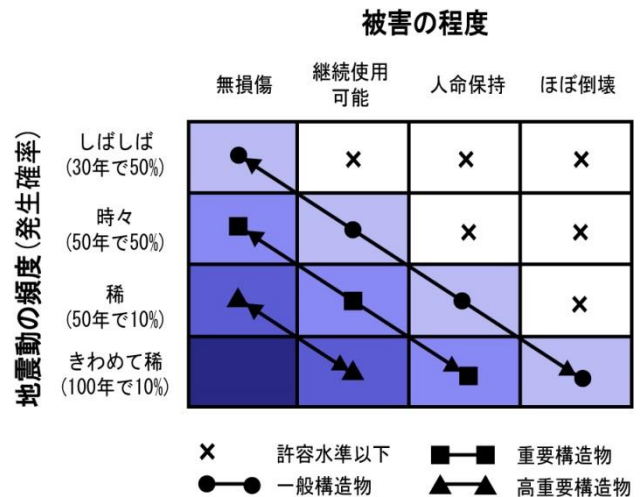 被害の程度
無損傷
継続使用
可能
人命保持
ほぼ倒壊
地震動の頻度(発生確率)
しばしば
(30年で50%)
時々
(50年で50%)
稀
(50年で10%)
きわめて稀
(100年で10%)
許容水準以下
重要構造物
一般構造物
高重要構造物